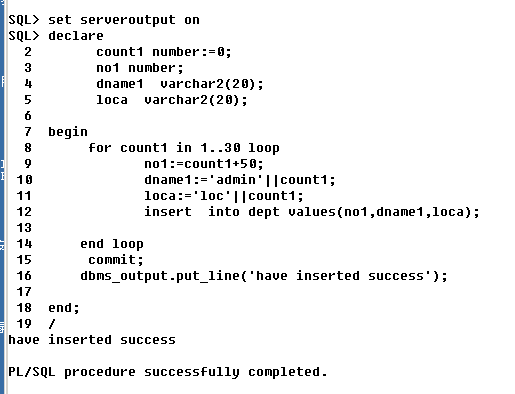 SQL> set serveroutput on
SQL> declare
  2        count1 number:=0;
  3        no1 number;
  4        dname1  varchar2(20);
  5        loca  varchar2(20);
  6
  7  begin
  8       for count1 in 1..30 loop
  9              no1:=count1+50;
 10              dname1:='admin'||count1;
 11              loca:='loc'||count1;
 12              insert  into dept values(no1,dname1,loca);
 13
 14      end loop
 15       commit;
 16      dbms_output.put_line('have inserted success');
 17
 18  end;
 19  /
have inserted success
PL/SQL procedure successfully completed.